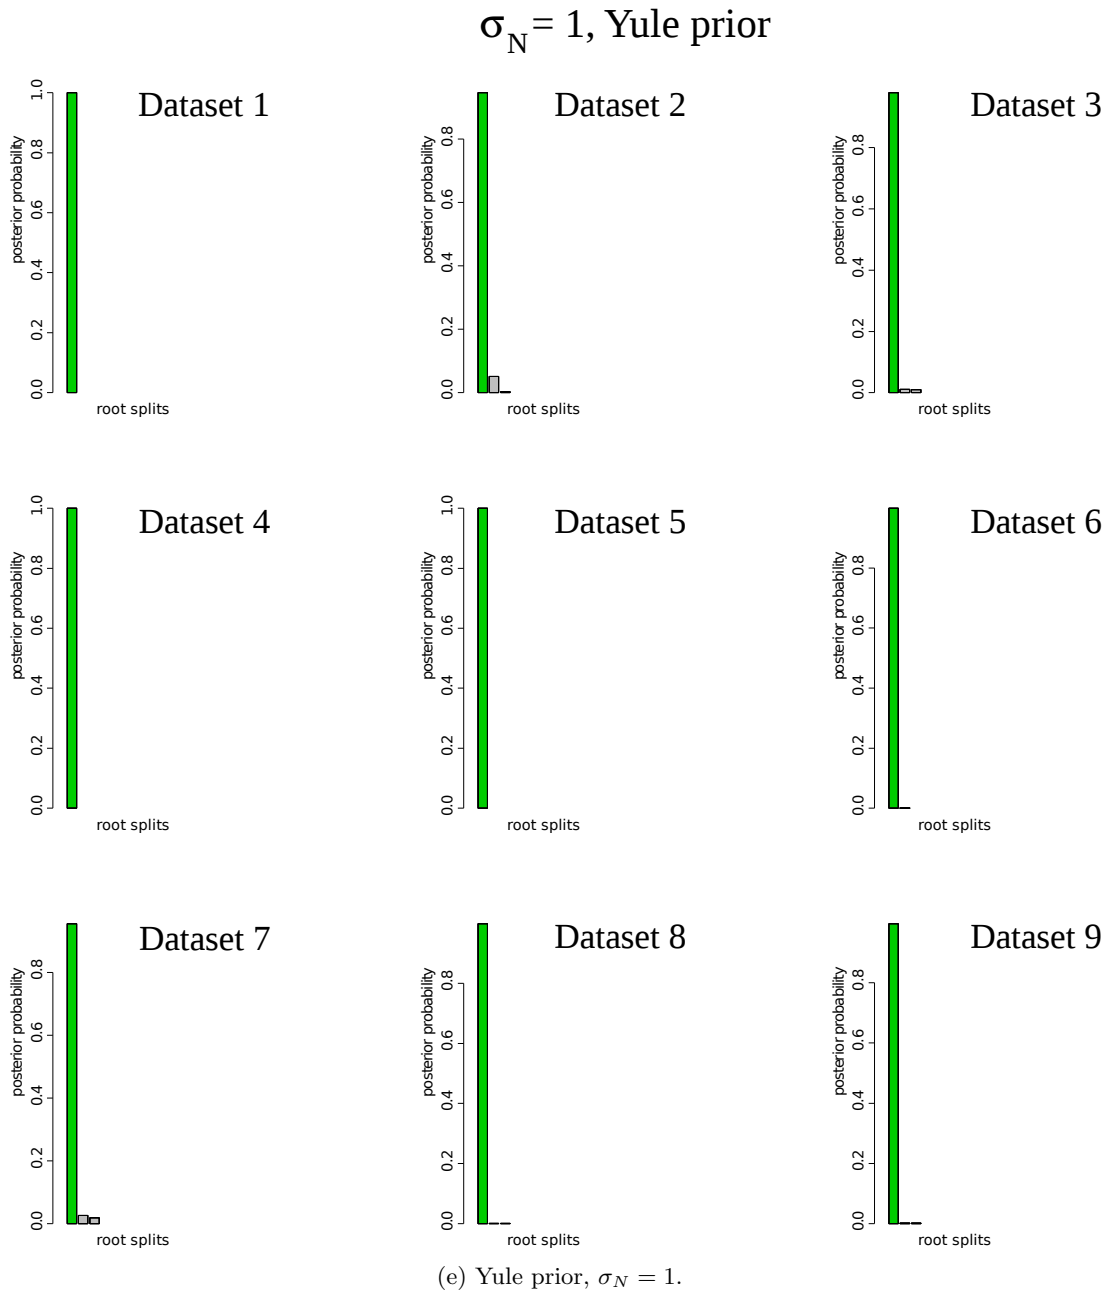 σN = 1, Yule prior
Dataset 1
posterior probability
0.0 0.2 0.4 0.6 0.8 1.0
root splits
Dataset 2
posterior probability
0.0 0.2 0.4 0.6 0.8
root splits
Dataset 3
posterior probability
0.0 0.2 0.4 0.6 0.8
root splits
Dataset 4
posterior probability
0.0 0.2 0.4 0.6 0.8 1.0
root splits
Dataset 5
posterior probability
0.0 0.2 0.4 0.6 0.8 1.0
root splits
Dataset 6
posterior probability
0.0 0.2 0.4 0.6 0.8
root splits
Dataset 7
posterior probability
0.0 0.2 0.4 0.6 0.8
root splits
Dataset 8
posterior probability
0.0 0.2 0.4 0.6 0.8
root splits
Dataset 9
posterior probability
0.0 0.2 0.4 0.6 0.8
root splits
(e) Yule prior, σN = 1.